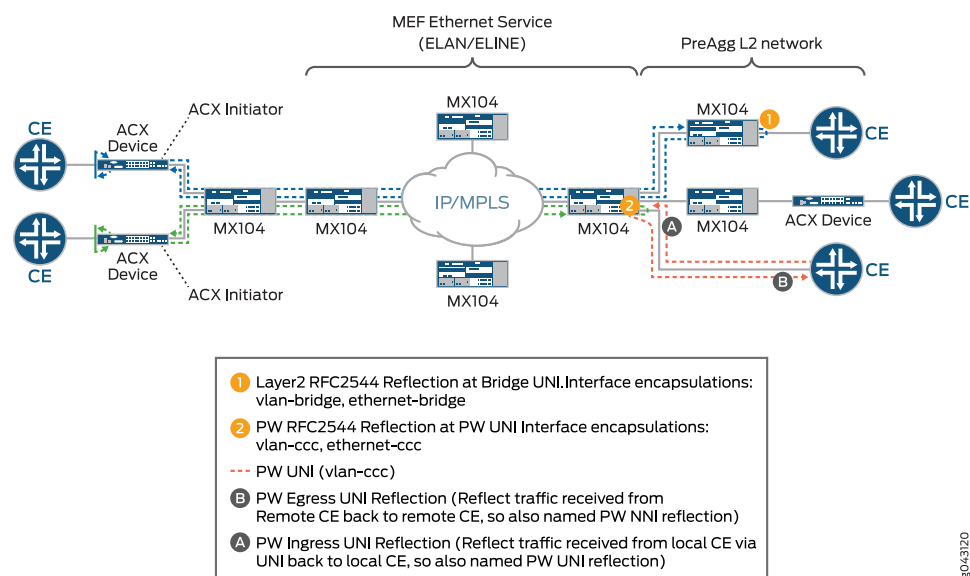 MEF Ethernet Service
(ELAN/ELINE)
PreAgg L2 network
ACX Initiator
MX104
MX104
1
CE
ACX
Device
CE
IP/MPLS
MX104
MX104
2
MX104
A
MX104
ACX Device
CE
CE
ACX
Device
ACX Initiator
MX104
B
CE
1 Layer2 RFC2544 Reflection at Bridge UNI. Interface encapsulations:
vlan-bridge, ethernet-bridge
2 PW RFC2544 Reflection at PW UNI Interface encapsulations:
vlan-ccc, ethernet-ccc
PW UNI (vlan-ccc)
B PW Egress UNI Reflection (Reflect traffic received from
Remote CE back to remote CE, so also named PW NNI reflection)
A PW Ingress UNI Reflection (Reflect traffic received from local CE via
UNI back to local CE, so also named PW UNI reflection)
g043120